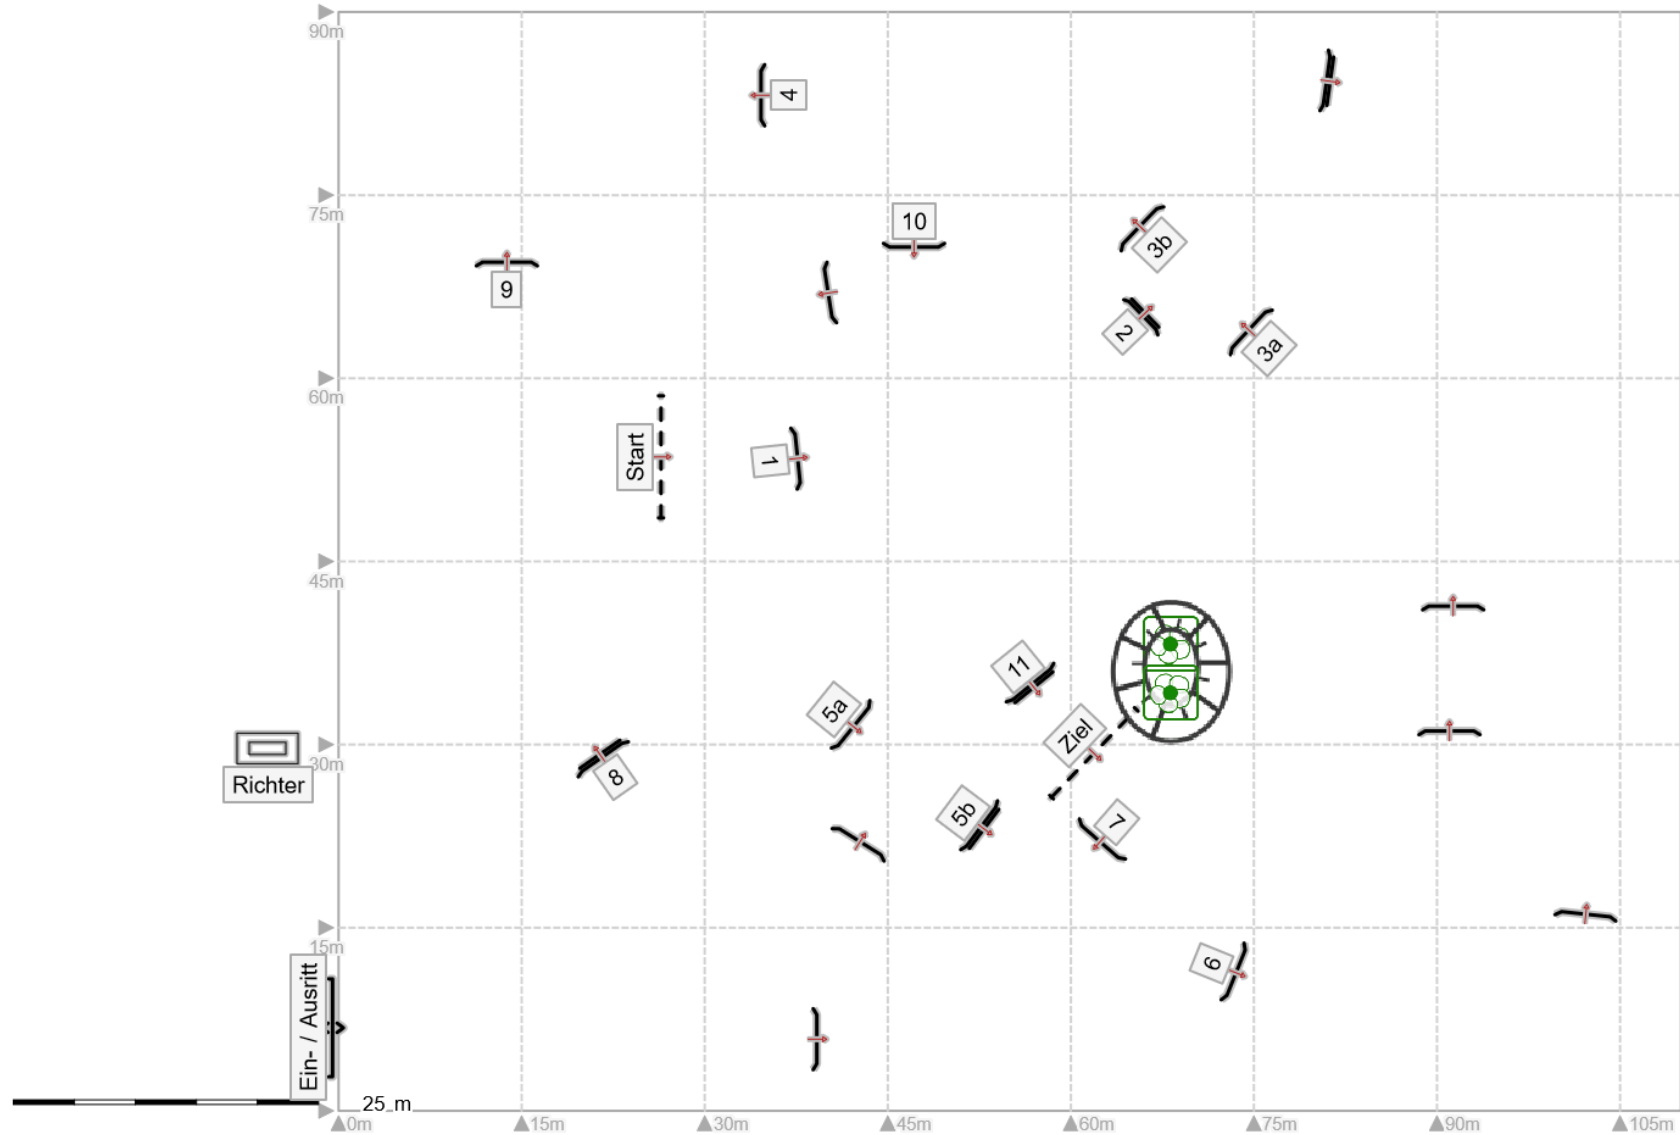 90m
4
75m
10
3b
9
2
3a
60m
Start
1
45m
11
5a
Ziel
30m
Richter
8
5b
7
15m
6
Ein- / Ausritt
25 m
0m
15m
30m
45m
60m
75m
90m
105m